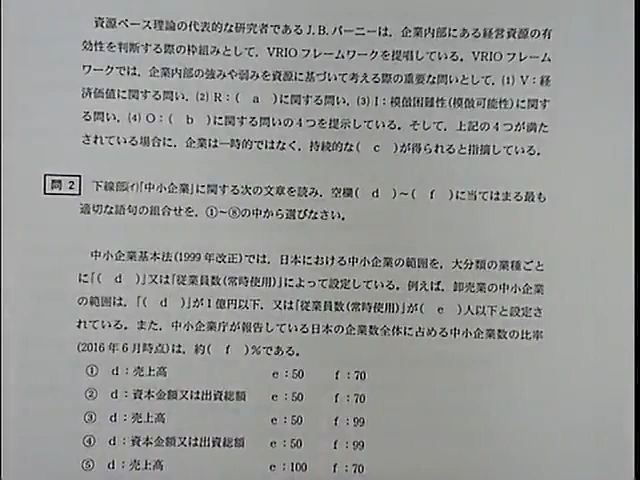 資源ベース理論の代表的な研究者であるJ.B.バーニーは，企業内部にある経営資源の有
効性を判断する際の枠組みとして，VRIOフレームワークを提唱している。VRIOフレーム
ワークでは，企業内部の強みや弱みを資源に基づいて考える際の重要な問いとして，(1) V：経
済価値に関する問い，(2) R：( a )に関する問い，(3) I：模倣困難性(模倣可能性)に関す
る問い，(4) O：( b )に関する問いの4つを提示している。そして，上記の4つが満た
されている場合に，企業は一時的ではなく，持続的な( c )が得られると指摘している。
問2 下線部(イ)「中小企業」に関する次の文章を読み，空欄( d )～( f )に当てはまる最も
適切な語句の組合せを，①～⑧の中から選びなさい。
中小企業基本法(1999年改正)では，日本における中小企業の範囲を，大分類の業種ごと
に「( d )」又は「従業員数(常時使用)」によって設定している。例えば，卸売業の中小企業
の範囲は，「( d )」が1億円以下，又は「従業員数(常時使用)」が( e )人以下と設定さ
れている。また，中小企業庁が報告している日本の企業数全体に占める中小企業数の比率
(2016年6月時点)は，約( f )%である。
① d：売上高 e：50 f：70
② d：資本金額又は出資総額 e：50 f：70
③ d：売上高 e：50 f：99
④ d：資本金額又は出資総額 e：50 f：99
⑤ d：売上高 e：100 f：70